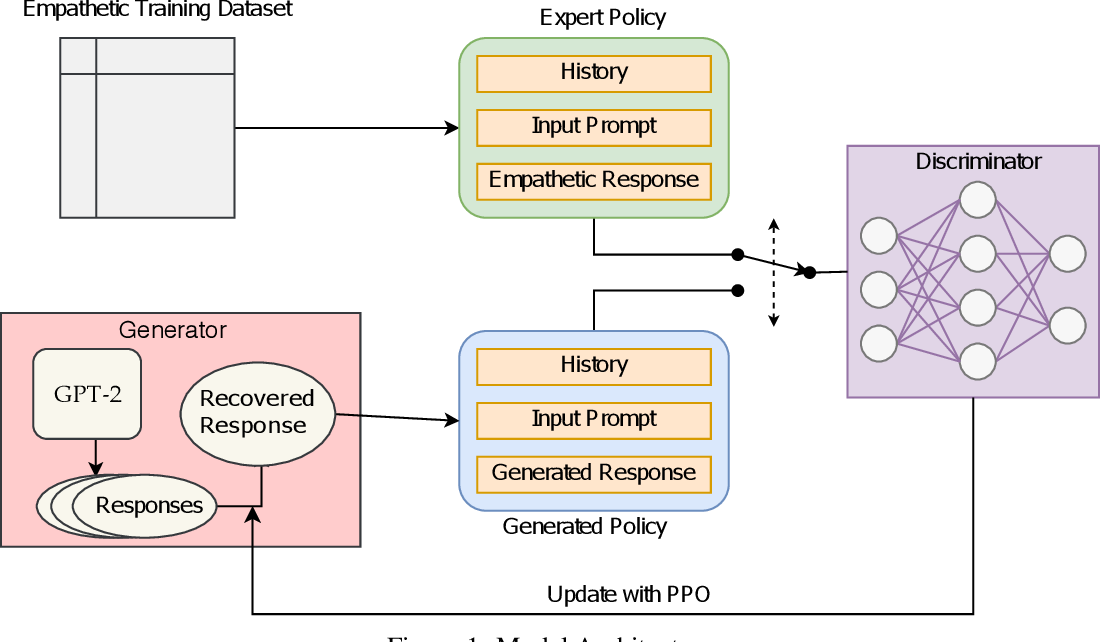 Empathetic Training Dataset
Expert Policy
History
Input Prompt
Empathetic Response
Discriminator
Generator
GPT-2
Recovered
Response
Responses
History
Input Prompt
Generated Response
Generated Policy
Update with PPO